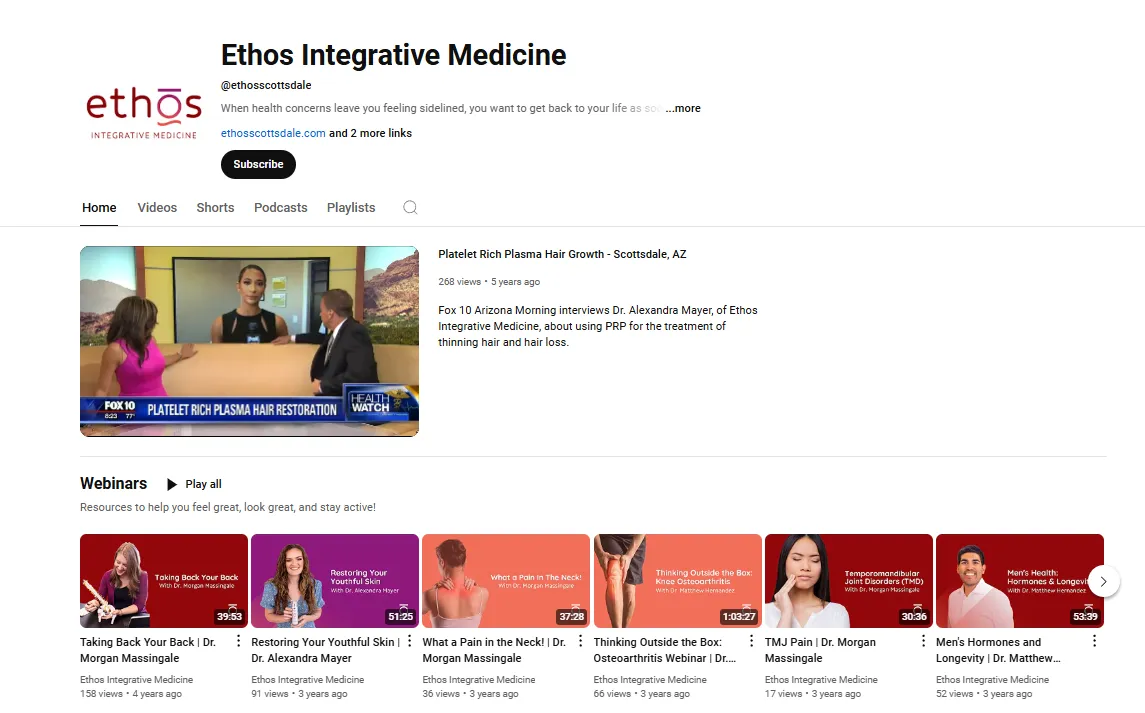 Ethos Integrative Medicine
@ethosscottsdale
ethōs
INTEGRATIVE MEDICINE
When health concerns leave you feeling sidelined, you want to get back to your life as ...more
ethosscottsdale.com and 2 more links
Subscribe
Home Videos Shorts Podcasts Playlists
Platelet Rich Plasma Hair Growth - Scottsdale, AZ
268 views • 5 years ago
Fox 10 Arizona Morning interviews Dr. Alexandra Mayer, of Ethos
Integrative Medicine, about using PRP for the treatment of
thinning hair and hair loss.
FOX 10
8:23 77°
PLATELET RICH PLASMA HAIR RESTORATION
HEALTH
WATCH
Webinars Play all
Resources to help you feel great, look great, and stay active!
Taking Back Your Back
With Dr. Morgan Massingale
39:53
Restoring Your
Youthful Skin
With Dr. Alexandra Mayer
51:25
What a Pain In The Neck!
With Dr. Morgan Massingale
37:28
Thinking Outside the Box:
Knee Osteoarthritis
With Dr. Matthew Hernandez
1:03:27
Temporomandibular
Joint Disorders (TMD)
With Dr. Morgan Massingale
30:36
Men's Health:
Hormones & Longevi
With Dr. Matthew Hernandez
53:39
Taking Back Your Back | Dr.
Morgan Massingale
Ethos Integrative Medicine
158 views • 4 years ago
Restoring Your Youthful Skin |
Dr. Alexandra Mayer
Ethos Integrative Medicine
91 views • 3 years ago
What a Pain in the Neck! | Dr.
Morgan Massingale
Ethos Integrative Medicine
36 views • 3 years ago
Thinking Outside the Box:
Osteoarthritis Webinar | Dr....
Ethos Integrative Medicine
66 views • 3 years ago
TMJ Pain | Dr. Morgan
Massingale
Ethos Integrative Medicine
17 views • 3 years ago
Men's Hormones and
Longevity | Dr. Matthew...
Ethos Integrative Medicine
52 views • 3 years ago